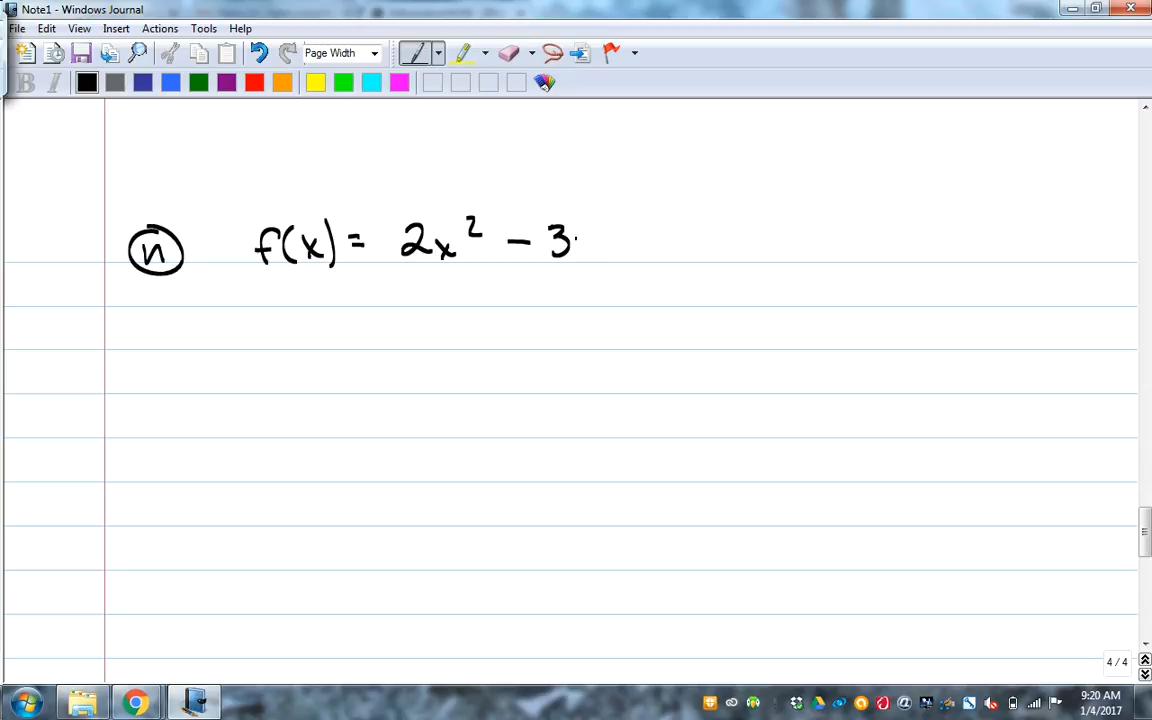 Note1 - Windows Journal
File Edit View Insert Actions Tools Help
Page Width
B I
n f(x) = 2x² - 3
4 / 4
9:20 AM
1/4/2017